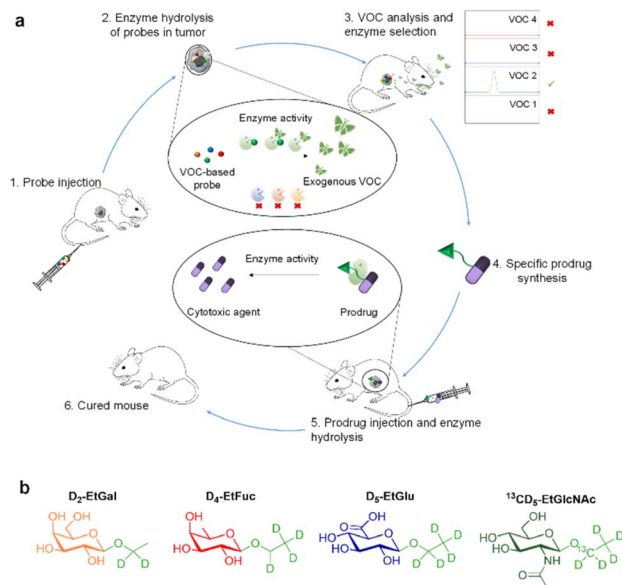 a
2. Enzyme hydrolysis
of probes in tumor
3. VOC analysis and
enzyme selection
VOC 4
VOC 3
VOC 2
VOC 1
Enzyme activity
VOC-based
probe
Exogenous VOC
1. Probe injection
Enzyme activity
Cytotoxic agent
Prodrug
4. Specific prodrug
synthesis
6. Cured mouse
5. Prodrug injection and enzyme
hydrolysis
b
D₂-EtGal
D₄-EtFuc
D₅-EtGlu
¹³CD₅-EtGlcNAc
OH
OH
HO
O
OH
O
D D
OH
O
HO
OH
O
D
D
D
D
OH
O
HO
HO
O
OH
O
D
D
D
D D
OH
HO
HO
O
NH
O
O
¹³C
D
D
D
D D